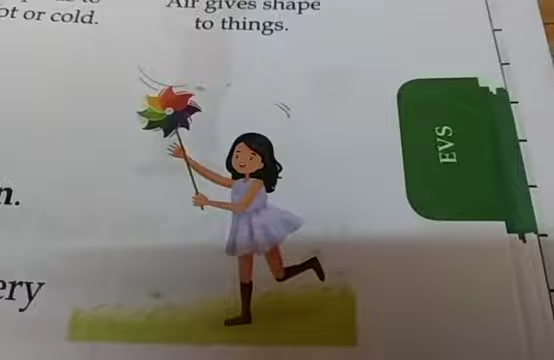 ot or cold.
Air gives shape
to things.
EVS
n.
ery